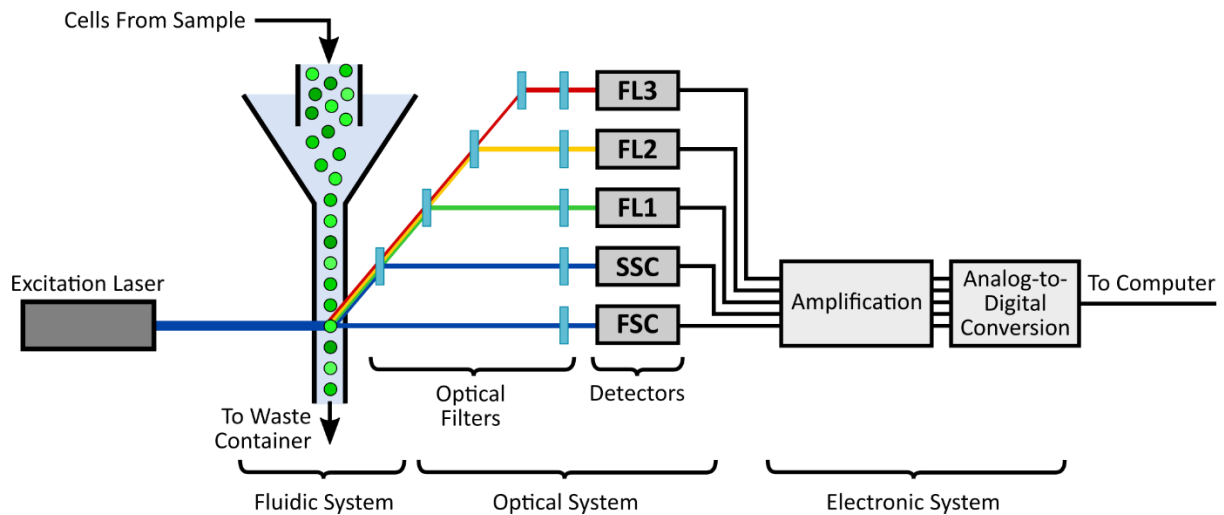 Cells From Sample
FL3
FL2
FL1
SSC
FSC
Excitation Laser
Amplification
Analog-to-
Digital
Conversion
To Computer
Optical
Filters
Detectors
To Waste
Container
Fluidic System
Optical System
Electronic System